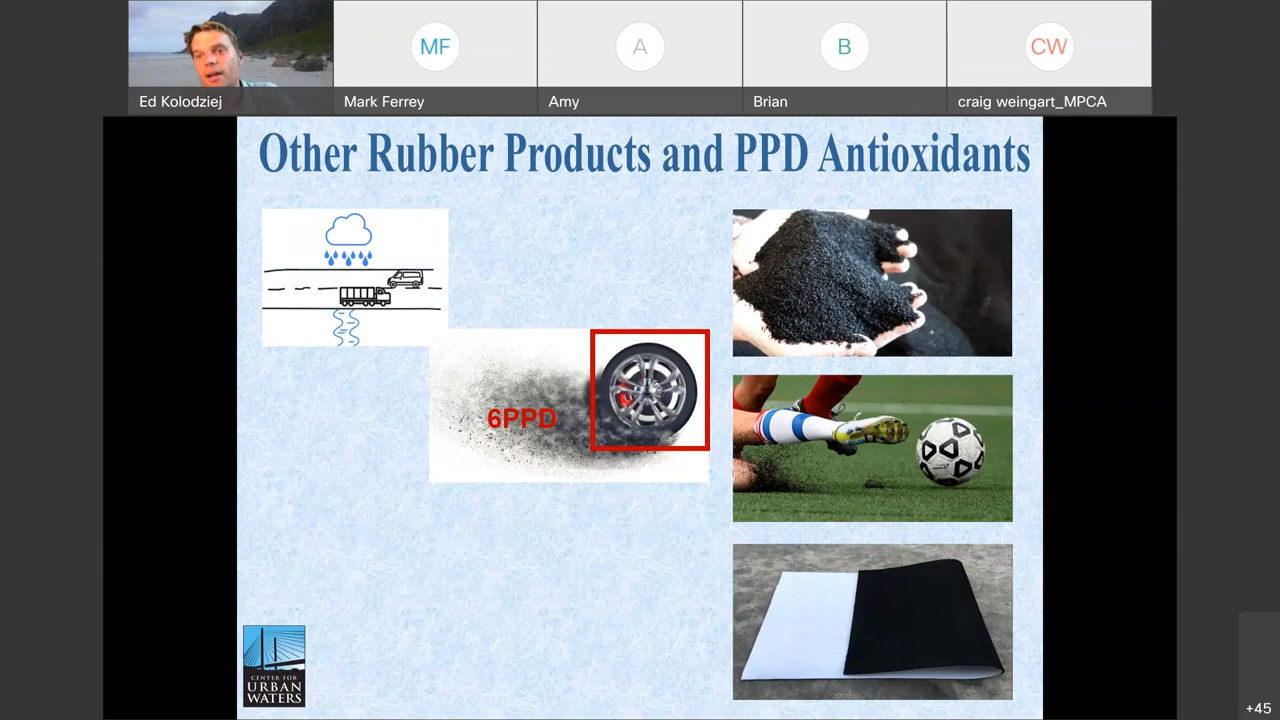 MF
A
B
CW
Ed Kolodziej
Mark Ferrey
Amy
Brian
craig weingart_MPCA
Other Rubber Products and PPD Antioxidants
6PPD
CENTER FOR
URBAN
WATERS
+45